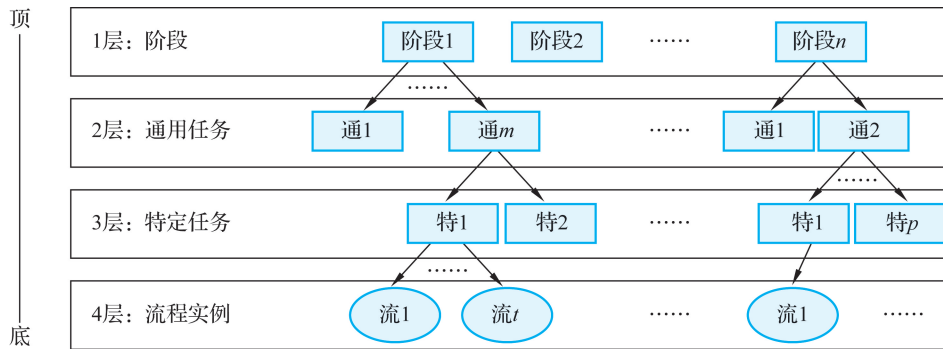 顶
1层：阶段 阶段1 阶段2 …… 阶段n
……
2层：通用任务 通1 通m …… 通1 通2
……
3层：特定任务 特1 特2 …… 特1 特p
……
4层：流程实例 流1 流t …… 流1 ……
底